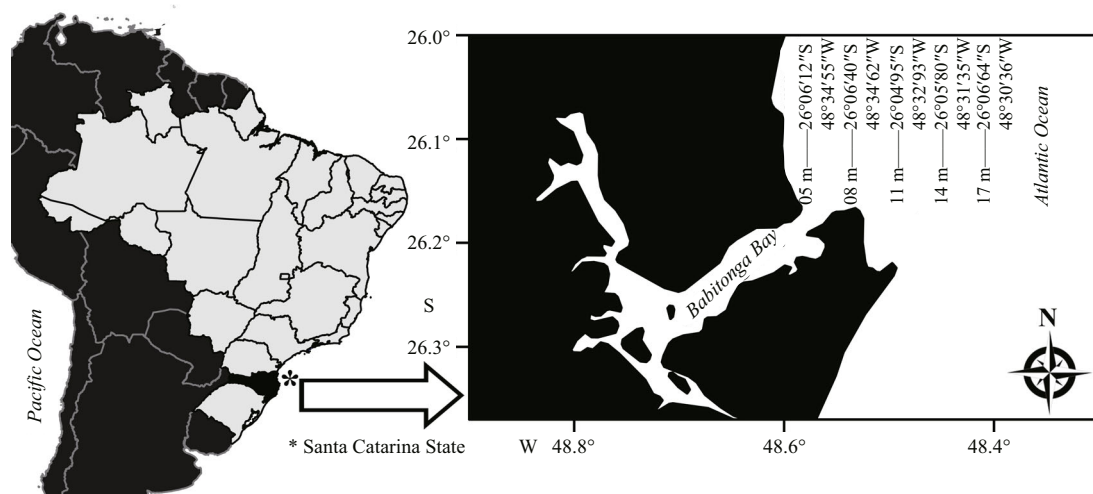 Pacific Ocean
* Santa Catarina State
*
26.0°
26.1°
26.2°
26.3°
S
W
48.8°
48.6°
48.4°
Babitonga Bay
05 m 26°06′12″S
48°34′55″W
08 m 26°06′40″S
48°34′62″W
11 m 26°04′95″S
48°32′93″W
14 m 26°05′80″S
48°31′35″W
17 m 26°06′64″S
48°30′36″W
Atlantic Ocean
N